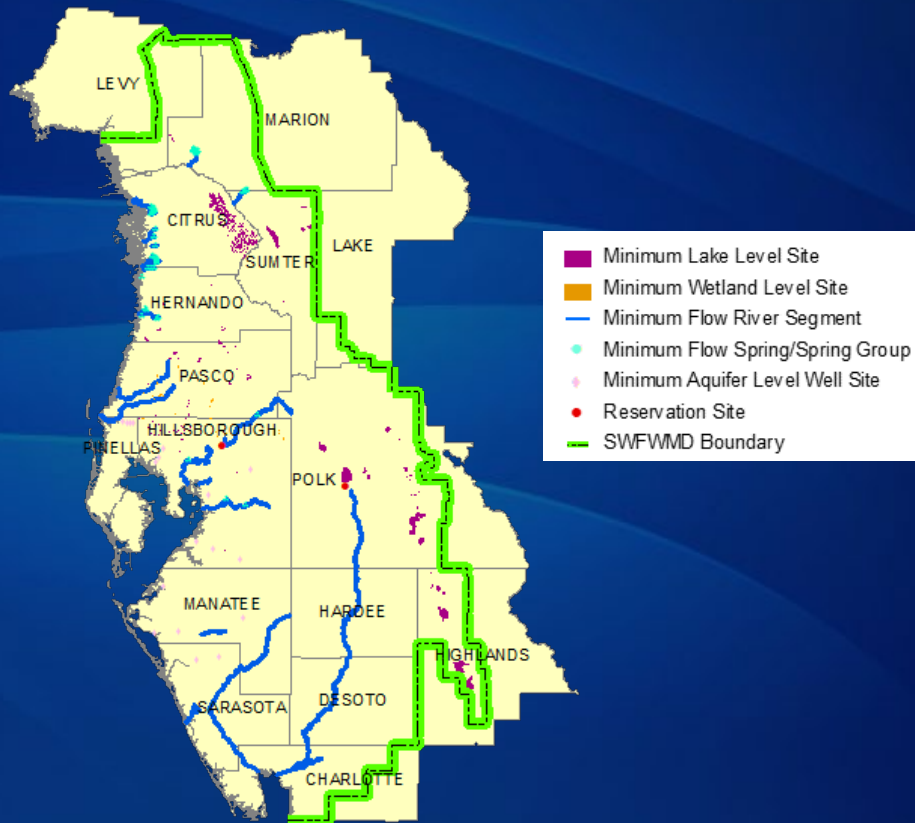 LEVY
MARION
CITRUS
LAKE
SUMTER
HERNANDO
PASCO
HILLSBOROUGH
PINELLAS
POLK
MANATEE
HARDEE
HIGHLANDS
SARASOTA
DESOTO
CHARLOTTE
Minimum Lake Level Site
Minimum Wetland Level Site
Minimum Flow River Segment
Minimum Flow Spring/Spring Group
Minimum Aquifer Level Well Site
Reservation Site
SWFWMD Boundary